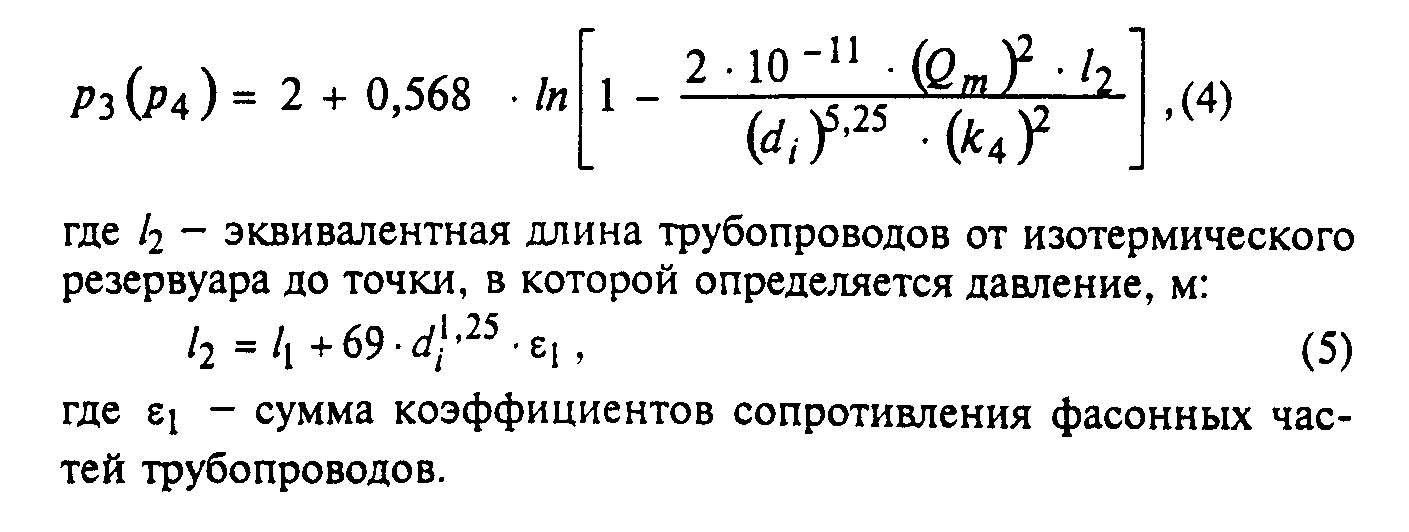 p₃(p₄) = 2 + 0,568 · ln[1 − (2 · 10⁻¹¹ · (Qₘ)² · l₂) / ((dᵢ)⁵,²⁵ · (k₄)²)], (4)
где l₂ − эквивалентная длина трубопроводов от изотермического
резервуара до точки, в которой определяется давление, м:
l₂ = l₁ + 69 · dᵢ¹,²⁵ · ε₁ , (5)
где ε₁ − сумма коэффициентов сопротивления фасонных час-
тей трубопроводов.